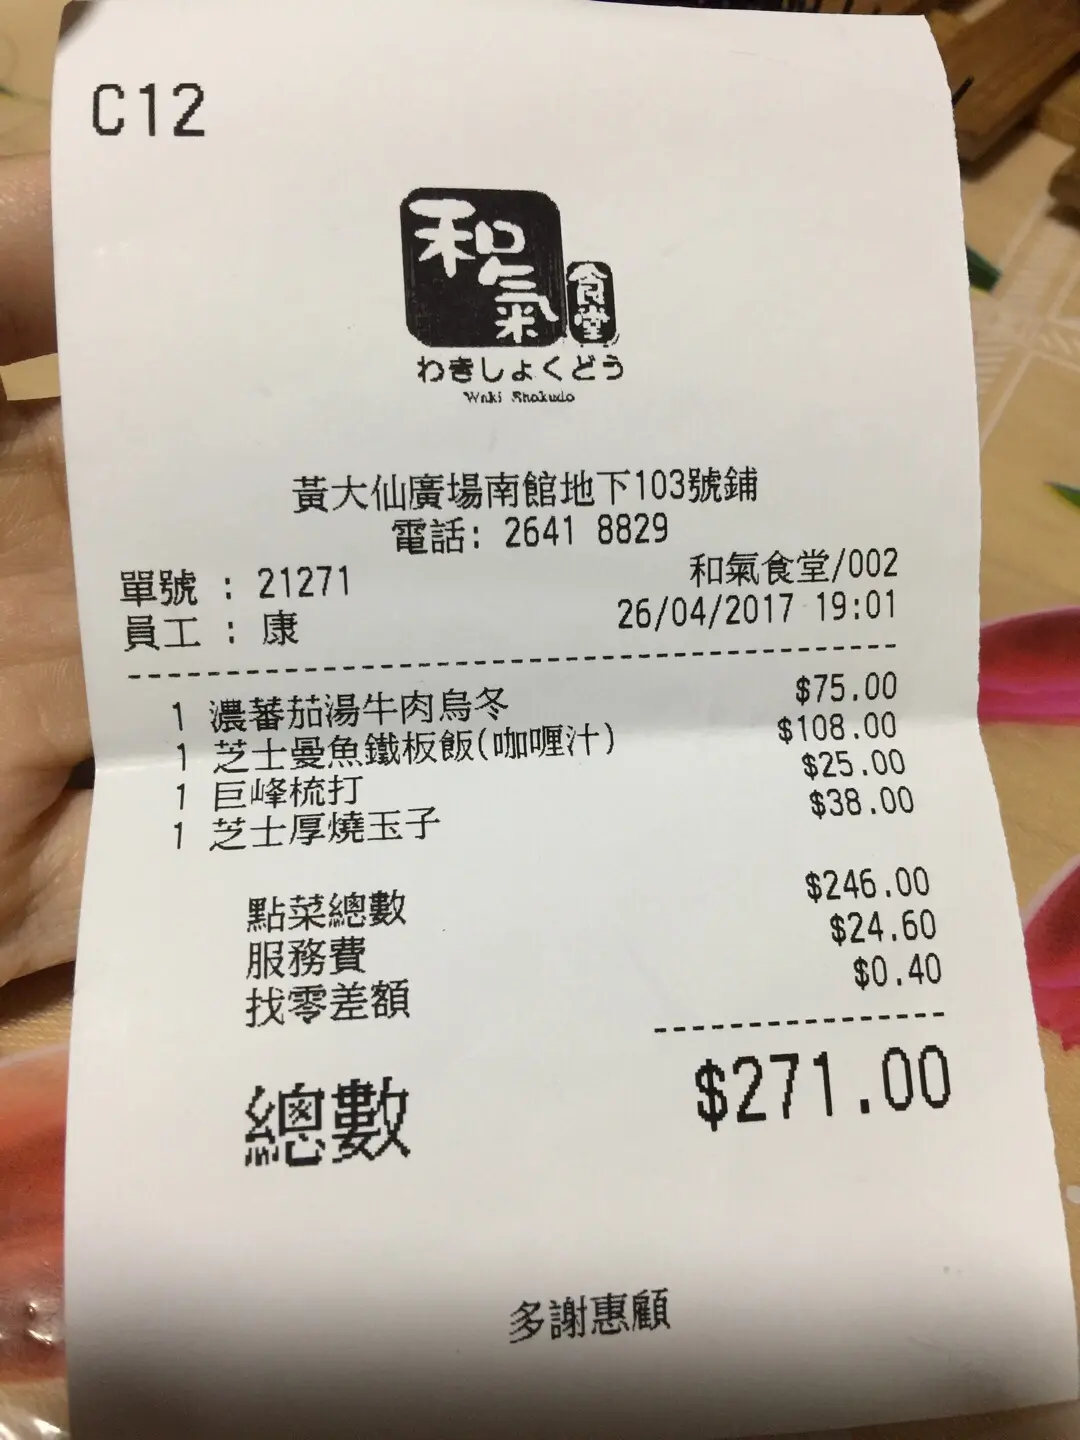 C12
和氣
食堂
わきしょくどう
Waki Shokudo
黃大仙廣場南館地下103號鋪
電話: 2641 8829
單號 : 21271 和氣食堂/002
員工 : 康 26/04/2017 19:01
1 濃蕃茄湯牛肉烏冬 $75.00
1 芝士曼魚鐵板飯(咖喱汁) $108.00
1 巨峰梳打 $25.00
1 芝士厚燒玉子 $38.00
點菜總數 $246.00
服務費 $24.60
找零差額 $0.40
總數 $271.00
多謝惠顧